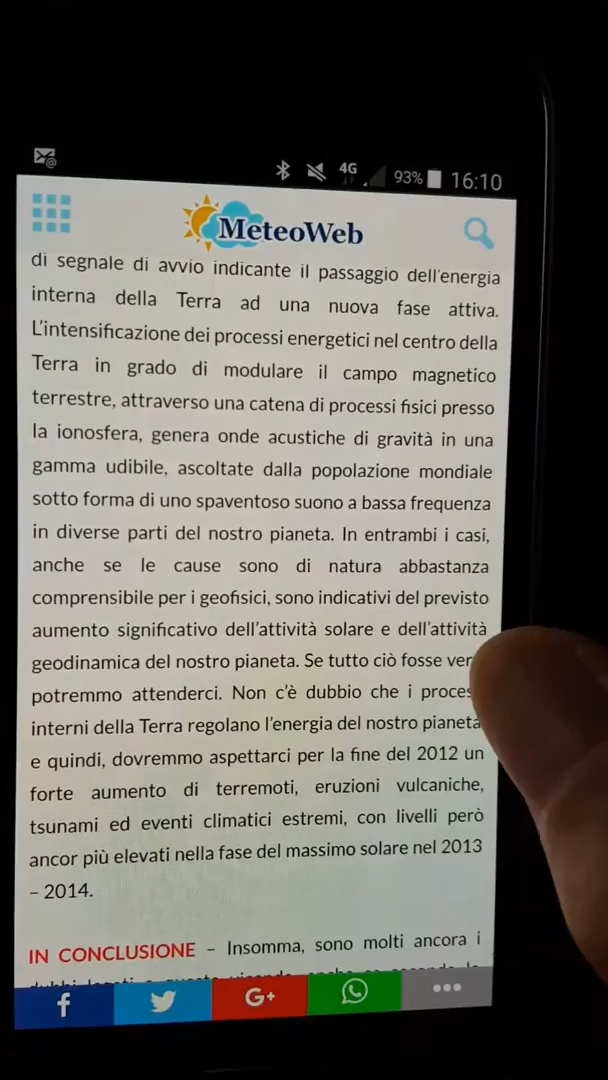 4G 93% 16:10
MeteoWeb
di segnale di avvio indicante il passaggio dell'energia
interna della Terra ad una nuova fase attiva.
L'intensificazione dei processi energetici nel centro della
Terra in grado di modulare il campo magnetico
terrestre, attraverso una catena di processi fisici presso
la ionosfera, genera onde acustiche di gravità in una
gamma udibile, ascoltate dalla popolazione mondiale
sotto forma di uno spaventoso suono a bassa frequenza
in diverse parti del nostro pianeta. In entrambi i casi,
anche se le cause sono di natura abbastanza
comprensibile per i geofisici, sono indicativi del previsto
aumento significativo dell'attività solare e dell'attività
geodinamica del nostro pianeta. Se tutto ciò fosse
potremmo attenderci. Non c'è dubbio che i
interni della Terra regolano l'energia del nostro pianeta
e quindi, dovremmo aspettarci per la fine del 2012 un
forte aumento di terremoti, eruzioni vulcaniche,
tsunami ed eventi climatici estremi, con livelli però
ancor più elevati nella fase del massimo solare nel 2013
– 2014.
IN CONCLUSIONE – Insomma, sono molti ancora i
f G+